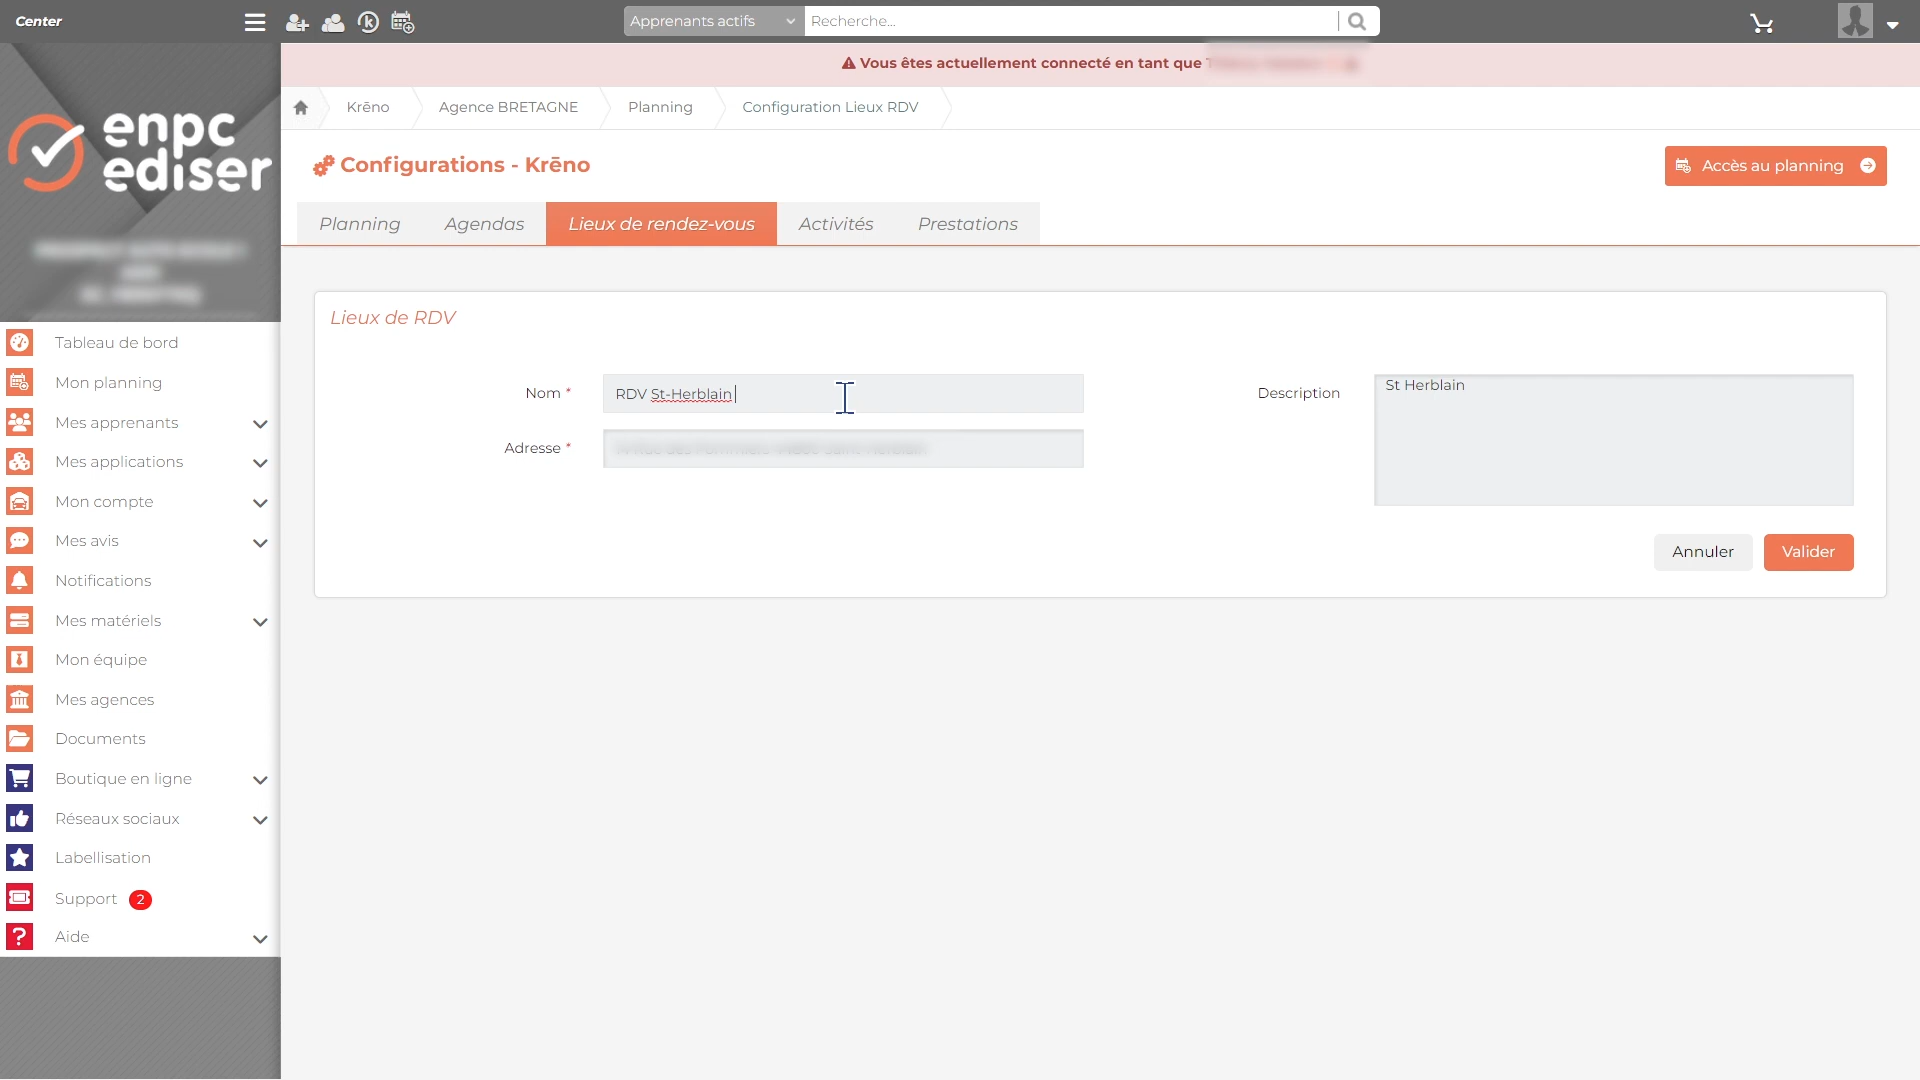 Center
Apprenants actifs
Recherche...
Vous êtes actuellement connecté en tant que
Krēno
Agence BRETAGNE
Planning
Configuration Lieux RDV
enpc
ediser
Configurations - Krēno
Accès au planning
Planning
Agendas
Lieux de rendez-vous
Activités
Prestations
Lieux de RDV
Nom *
RDV St-Herblain
Description
St Herblain
Adresse *
Annuler
Valider
Tableau de bord
Mon planning
Mes apprenants
Mes applications
Mon compte
Mes avis
Notifications
Mes matériels
Mon équipe
Mes agences
Documents
Boutique en ligne
Réseaux sociaux
Labellisation
Support 2
Aide